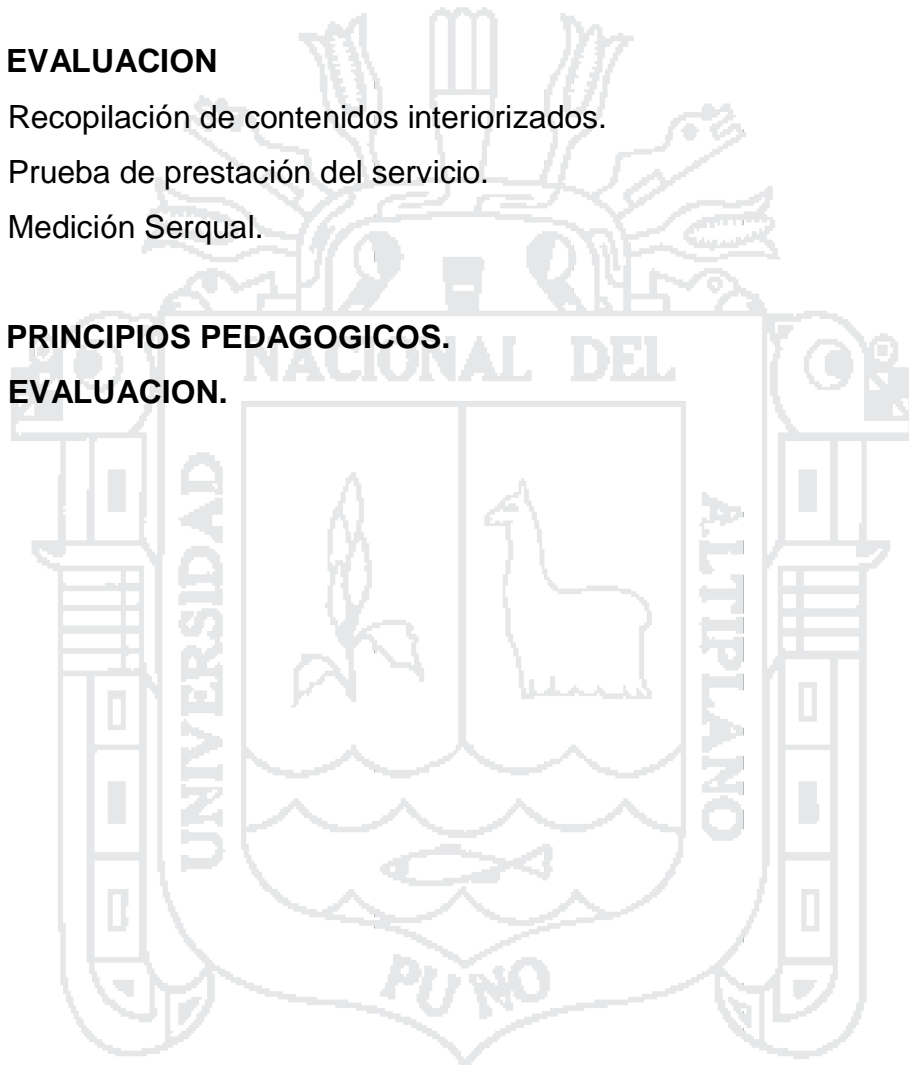 EVALUACION
Recopilación de contenidos interiorizados.
Prueba de prestación del servicio.
Medición Serqual.
PRINCIPIOS PEDAGOGICOS.
EVALUACION.
NACIONAL DEL
UNIVERSIDAD
ALTIPLANO
PUNO